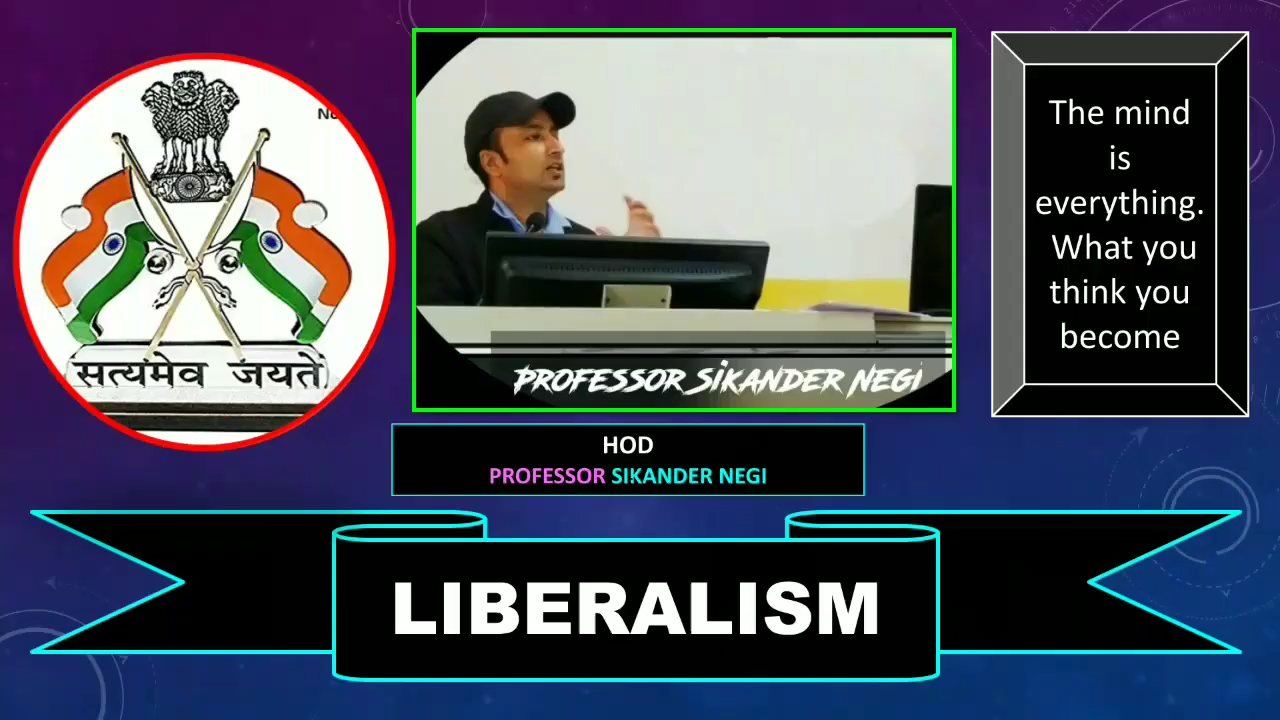 सत्यमेव जयते
PROFESSOR SIKANDER NEGI
The mind
is
everything.
What you
think you
become
HOD
PROFESSOR SIKANDER NEGI
LIBERALISM